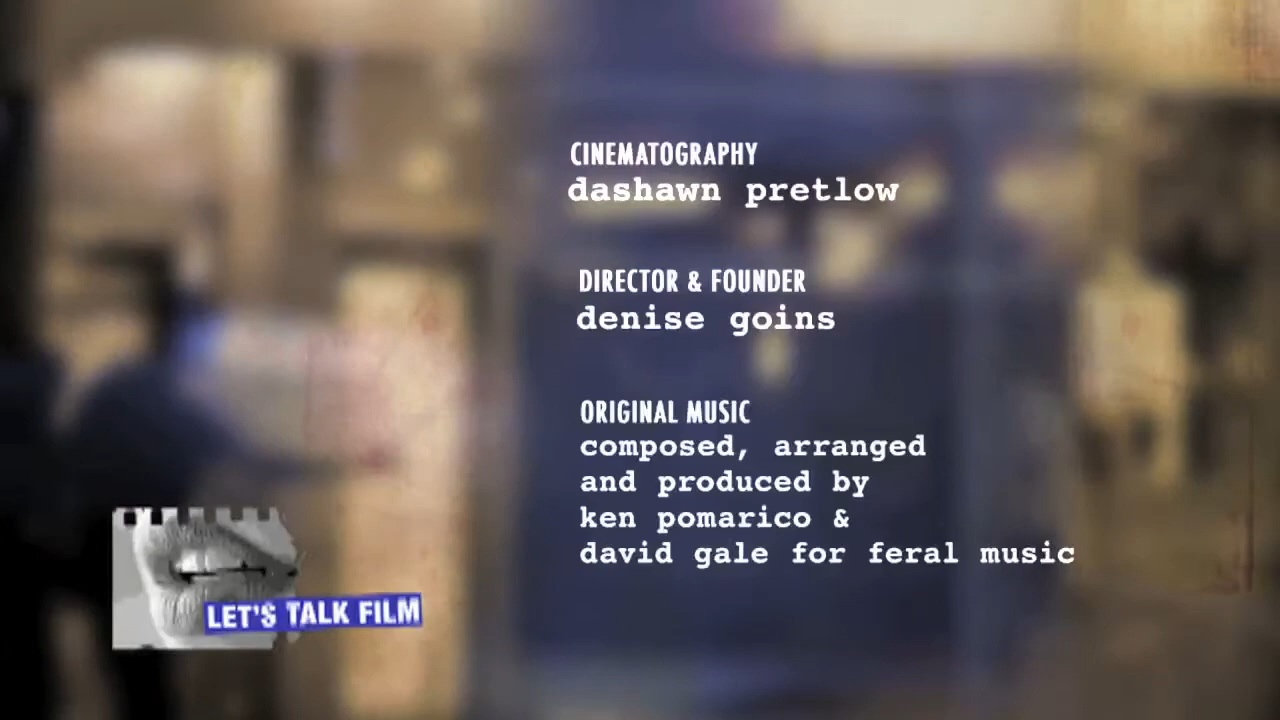 CINEMATOGRAPHY
dashawn pretlow
DIRECTOR & FOUNDER
denise goins
ORIGINAL MUSIC
composed, arranged
and produced by
ken pomarico &
david gale for feral music
LET'S TALK FILM